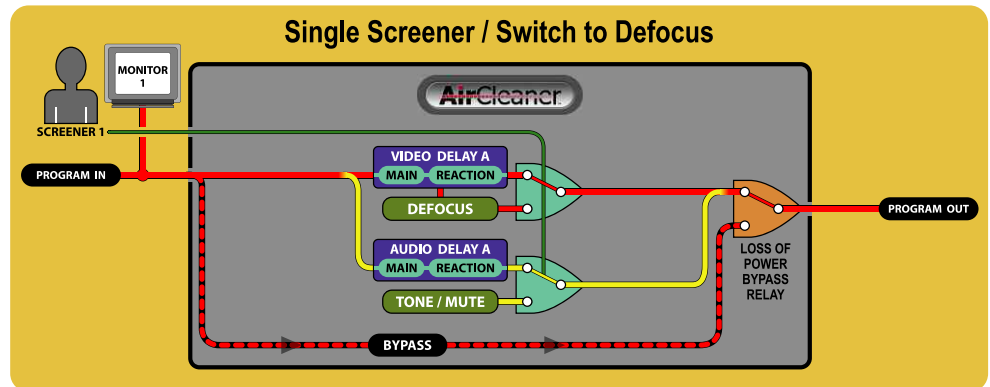 Single Screener / Switch to Defocus
MONITOR
1
AirCleaner
SCREENER 1
PROGRAM IN
VIDEO DELAY A
MAIN
REACTION
DEFOCUS
AUDIO DELAY A
MAIN
REACTION
TONE / MUTE
BYPASS
LOSS OF
POWER
BYPASS
RELAY
PROGRAM OUT